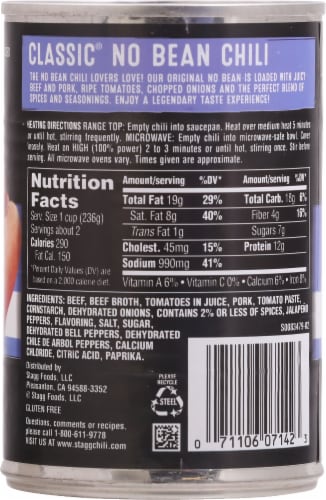 CLASSIC® NO BEAN CHILI
THE NO BEAN CHILI LOVERS LOVE! OUR ORIGINAL NO BEAN IS LOADED WITH JUICY
BEEF AND PORK, RIPE TOMATOES, CHOPPED ONIONS AND THE PERFECT BLEND OF
SPICES AND SEASONINGS. ENJOY A LEGENDARY TASTE EXPERIENCE!
HEATING DIRECTIONS RANGE TOP: Empty chili into saucepan. Heat over medium heat 5 minutes
or until hot, stirring frequently. MICROWAVE: Empty chili into microwave-safe bowl. Cover
loosely. Heat on HIGH (100% power) 2 to 3 minutes or until hot, stirring once. Stir before
serving. All microwave ovens vary. Times given are approximate.
Nutrition Facts
Serv. Size 1 cup (236g)
Servings about 2
Calories 290
Fat Cal. 150
*Percent Daily Values (DV) are
based on a 2,000 calorie diet.
Amount/serving %DV* Amount/serving %DV*
Total Fat 19g 29% Total Carb. 18g 6%
Sat. Fat 8g 40% Fiber 4g 16%
Trans Fat 1g Sugars 7g
Cholest. 45mg 15% Protein 12g
Sodium 990mg 41%
Vitamin A 6% • Vitamin C 0% • Calcium 6% • Iron
INGREDIENTS: BEEF, BEEF BROTH, TOMATOES IN JUICE, PORK, TOMATO PASTE,
CORNSTARCH, DEHYDRATED ONIONS, CONTAINS 2% OR LESS OF SPICES, JALAPEÑO
PEPPERS, FLAVORING, SALT, SUGAR,
DEHYDRATED BELL PEPPERS, DEHYDRATED
CHILE DE ARBOL PEPPERS, CALCIUM
CHLORIDE, CITRIC ACID, PAPRIKA.
Distributed by
Stagg Foods, LLC
Pleasanton, CA 94588-3352
©Stagg Foods, LLC
GLUTEN FREE
Questions, comments or recipes,
please call 1-800-611-9778
VISIT US AT www.staggchili.com
PLEASE
RECYCLE
STEEL
0 71106 07142 3